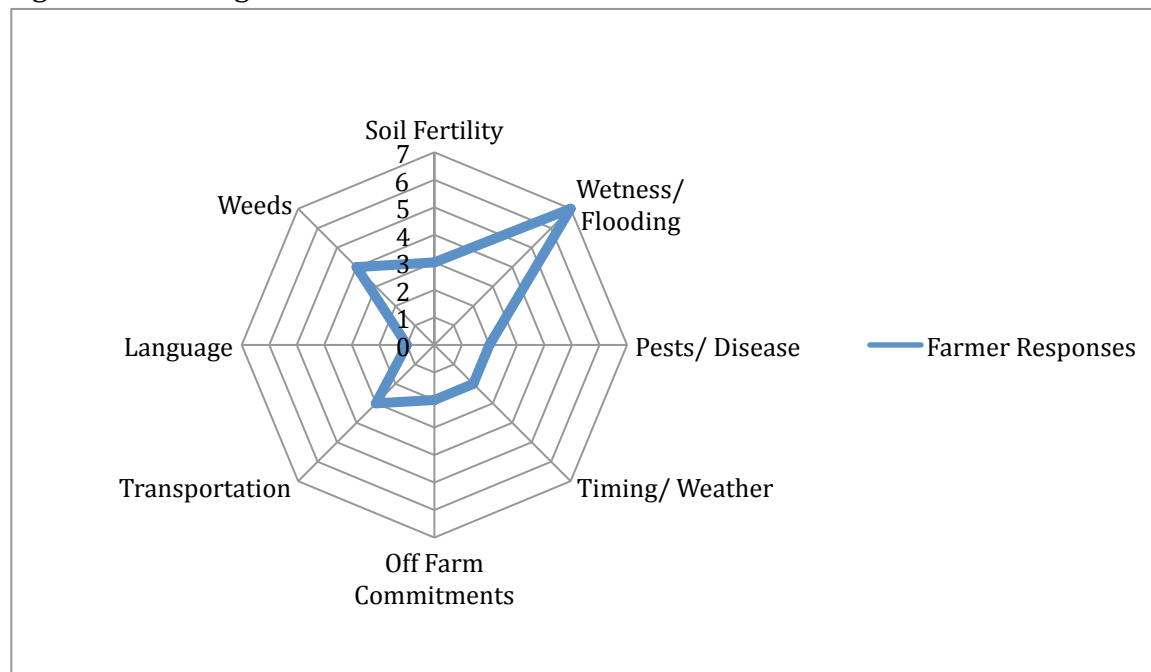 Soil Fertility
7
6
5
4
3
2
1
0
Wetness/
Flooding
Pests/ Disease
Timing/ Weather
Off Farm
Commitments
Transportation
Language
Weeds
Farmer Responses